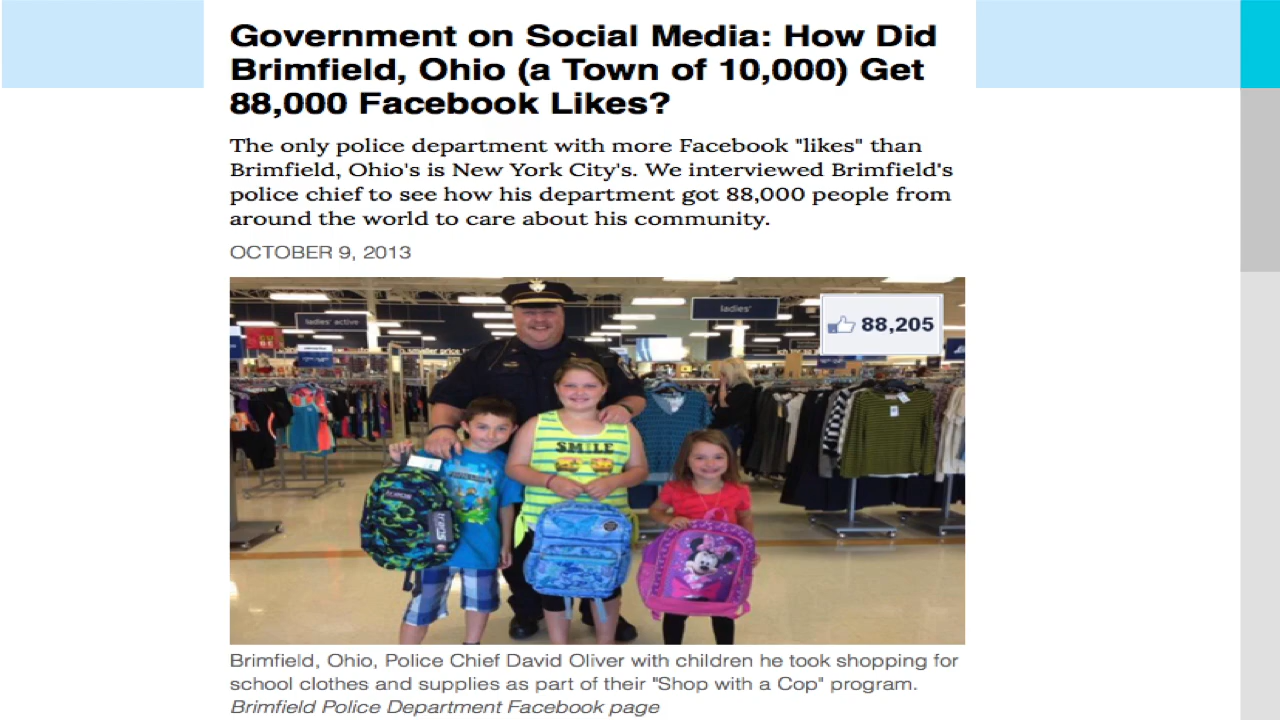 Government on Social Media: How Did
Brimfield, Ohio (a Town of 10,000) Get
88,000 Facebook Likes?
The only police department with more Facebook "likes" than
Brimfield, Ohio's is New York City's. We interviewed Brimfield's
police chief to see how his department got 88,000 people from
around the world to care about his community.
OCTOBER 9, 2013
ladies' active
ladies'
88,205
SMILE
Brimfield, Ohio, Police Chief David Oliver with children he took shopping for
school clothes and supplies as part of their "Shop with a Cop" program.
Brimfield Police Department Facebook page